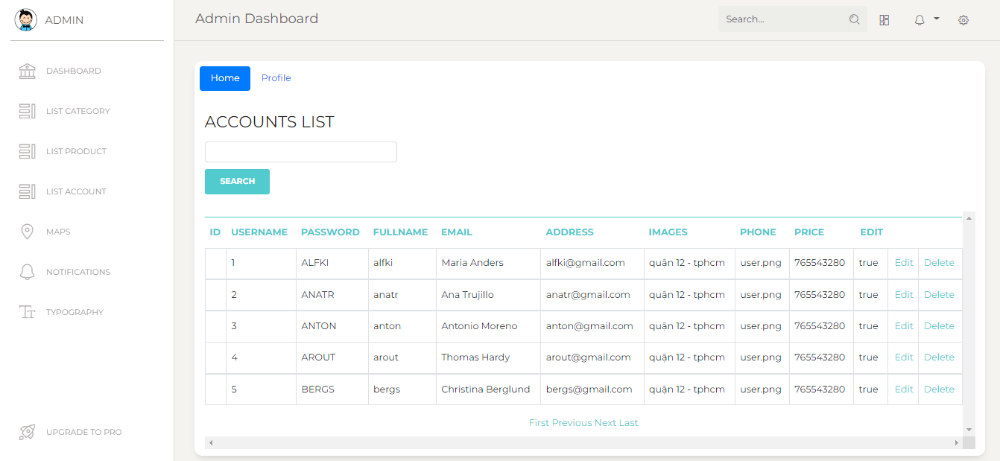 ADMIN
Admin Dashboard
Search...
DASHBOARD
LIST CATEGORY
LIST PRODUCT
LIST ACCOUNT
MAPS
NOTIFICATIONS
TYPOGRAPHY
UPGRADE TO PRO
Home Profile
ACCOUNTS LIST
SEARCH
ID USERNAME PASSWORD FULLNAME EMAIL ADDRESS IMAGES PHONE PRICE EDIT
1 ALFKI alfki Maria Anders alfki@gmail.com quận 12 - tphcm user.png 765543280 true Edit Delete
2 ANATR anatr Ana Trujillo anatr@gmail.com quận 12 - tphcm user.png 765543280 true Edit Delete
3 ANTON anton Antonio Moreno anton@gmail.com quận 12 - tphcm user.png 765543280 true Edit Delete
4 AROUT arout Thomas Hardy arout@gmail.com quận 12 - tphcm user.png 765543280 true Edit Delete
5 BERGS bergs Christina Berglund bergs@gmail.com quận 12 - tphcm user.png 765543280 true Edit Delete
First Previous Next Last